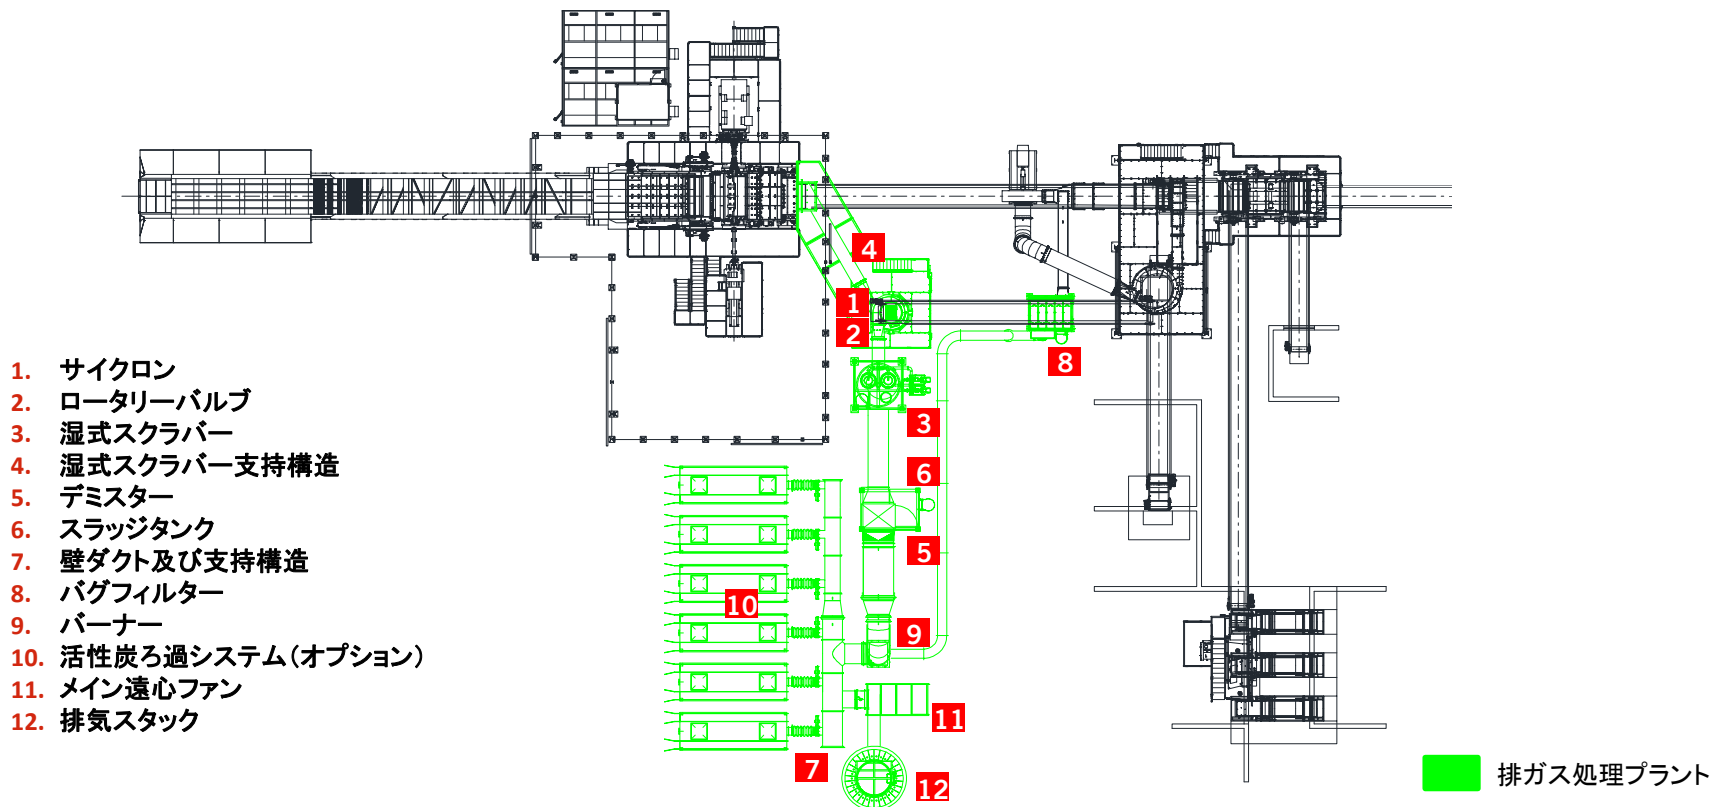 4
1
2
8
3
6
5
10
9
11
7
12
1. サイクロン
2. ロータリーバルブ
3. 湿式スクラバー
4. 湿式スクラバー支持構造
5. デミスター
6. スラッジタンク
7. 壁ダクト及び支持構造
8. バグフィルター
9. バーナー
10. 活性炭ろ過システム(オプション)
11. メイン遠心ファン
12. 排気スタック
排ガス処理プラント